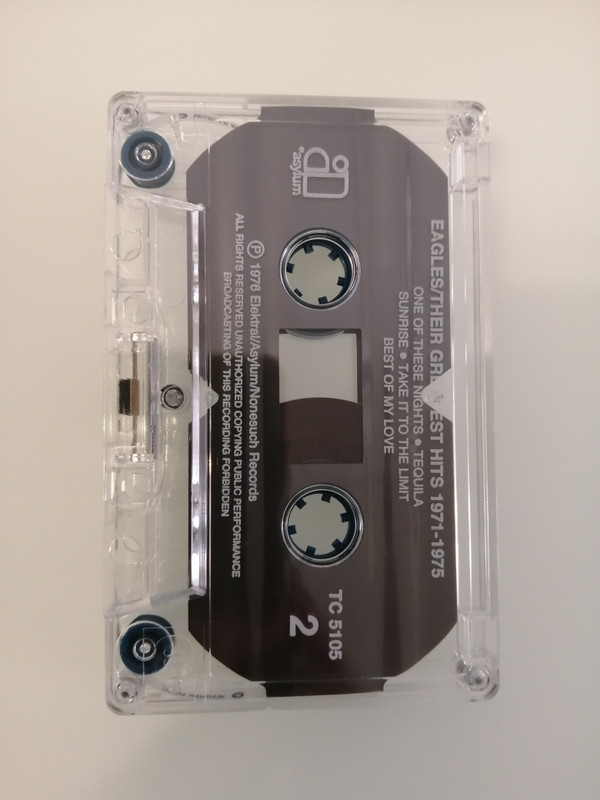 EAGLES/THEIR GREATEST HITS 1971-1975
ONE OF THESE NIGHTS ● TEQUILA
SUNRISE ● TAKE IT TO THE LIMIT
BEST OF MY LOVE
asylum
TC 5105
2
Ⓟ 1976 Elektral/Asylum/Nonesuch Records
ALL RIGHTS RESERVED UNAUTHORIZED COPYING PUBLIC PERFORMANCE
BROADCASTING OF THIS RECORDING FORBIDDEN